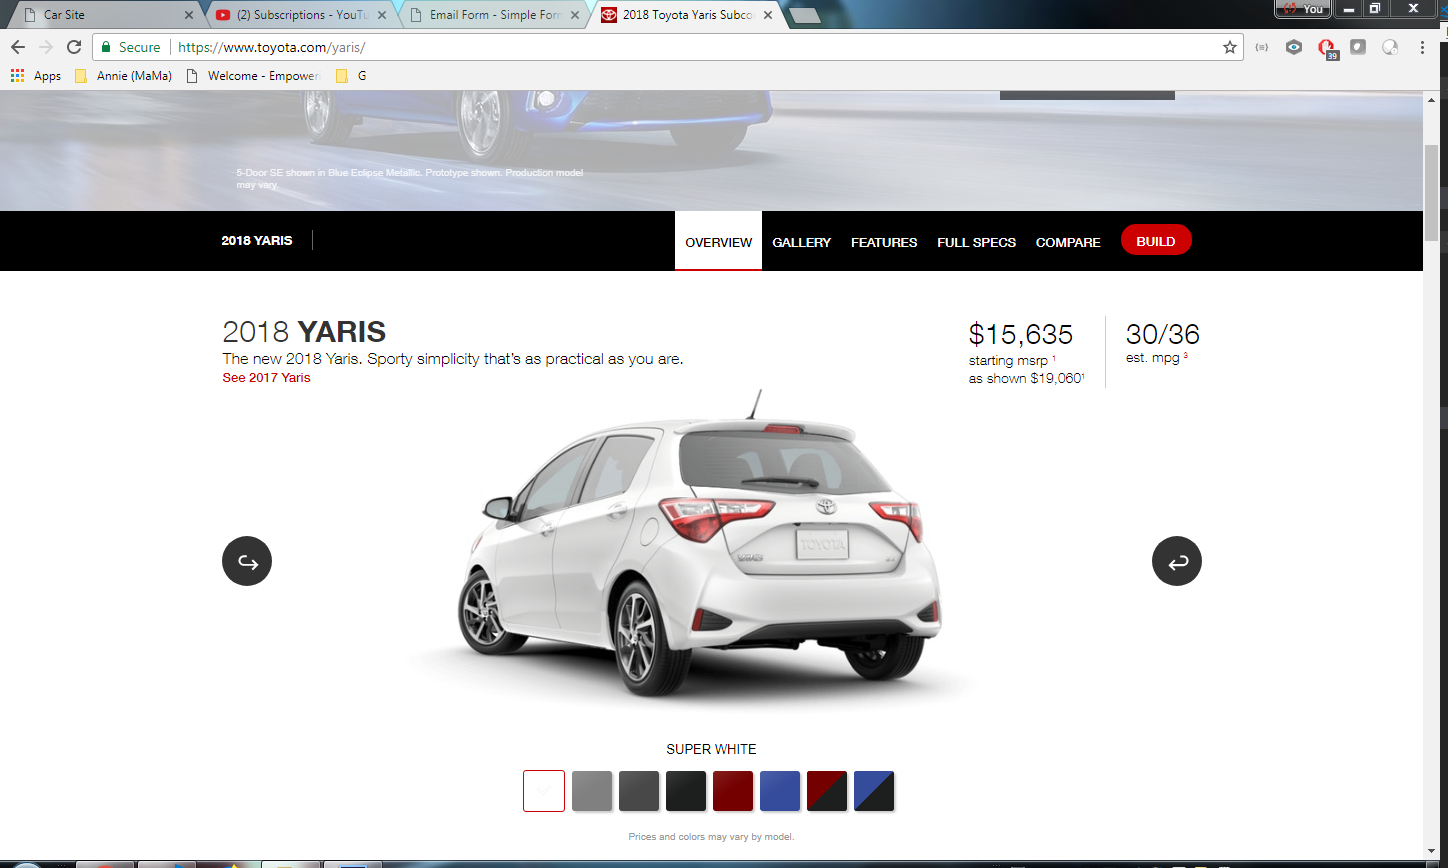 Car Site
(2) Subscriptions - YouTu
Email Form - Simple Form
2018 Toyota Yaris Subco
You
Secure
https://www.toyota.com/yaris/
39
Apps
Annie (MaMa)
Welcome - Empower
G
5-Door SE shown in Blue Eclipse Metallic. Prototype shown. Production model
may vary.
2018 YARIS
OVERVIEW
GALLERY
FEATURES
FULL SPECS
COMPARE
BUILD
2018 YARIS
The new 2018 Yaris. Sporty simplicity that's as practical as you are.
See 2017 Yaris
$15,635
starting msrp 1
as shown $19,0601
30/36
est. mpg 3
TOYOTA
YARIS
SUPER WHITE
Prices and colors may vary by model.